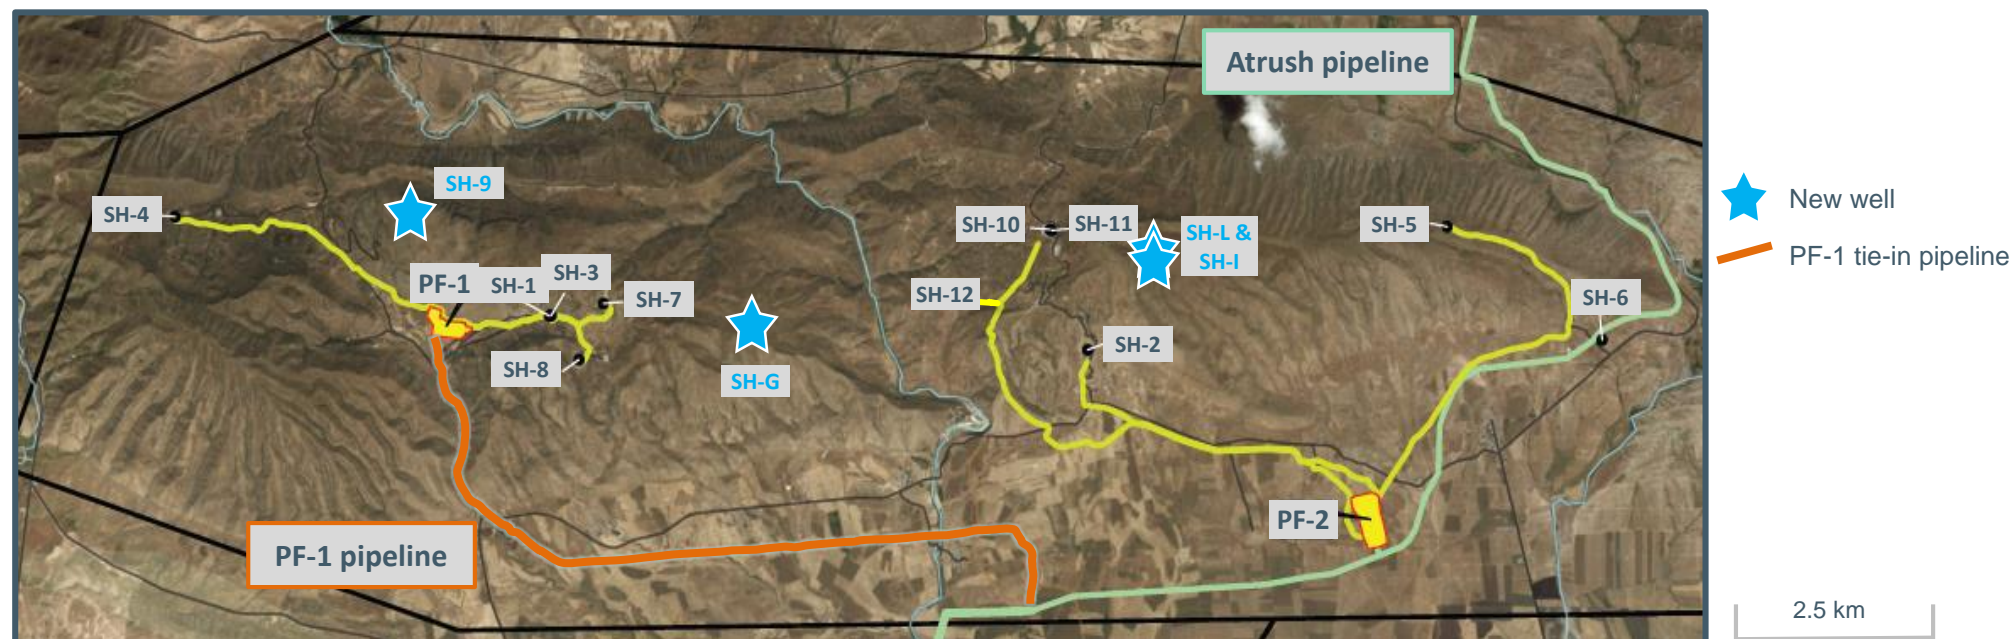 Atrush pipeline
SH-9
SH-4
SH-10
SH-11
SH-L &
SH-I
SH-5
New well
PF-1 tie-in pipeline
PF-1
SH-1
SH-3
SH-7
SH-12
SH-6
SH-2
SH-8
SH-G
PF-2
PF-1 pipeline
2.5 km